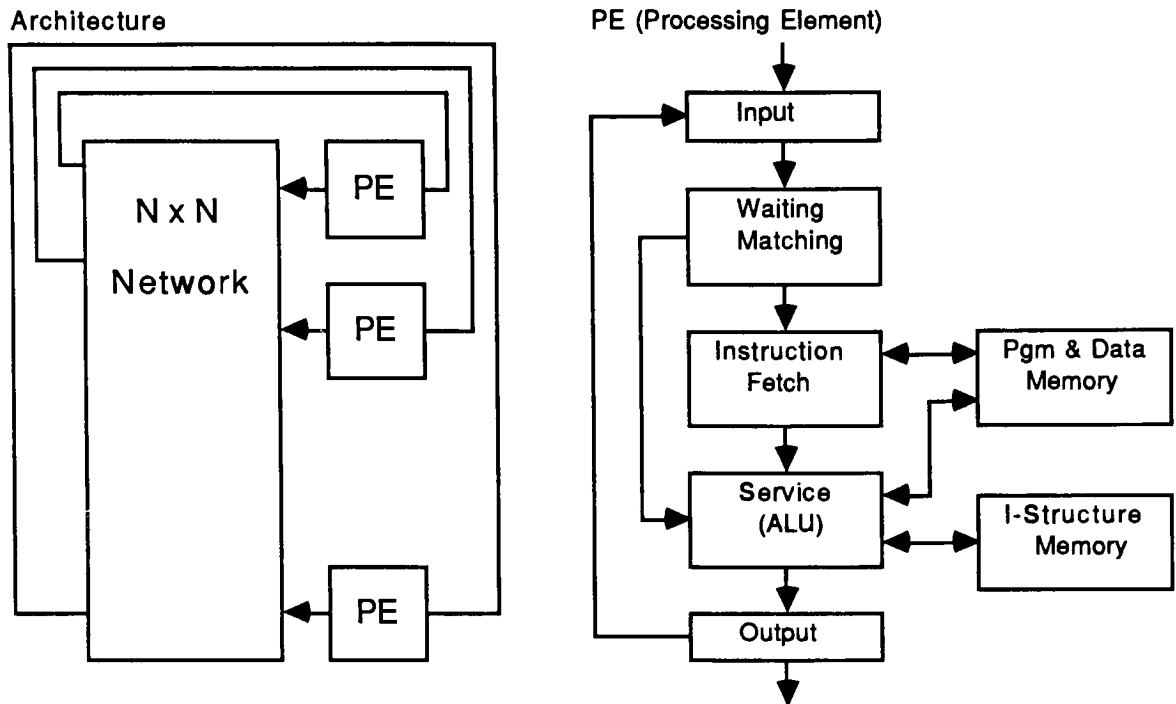 Architecture
N x N
Network
PE
PE
PE
PE (Processing Element)
Input
Waiting
Matching
Instruction
Fetch
Pgm & Data
Memory
Service
(ALU)
I-Structure
Memory
Output